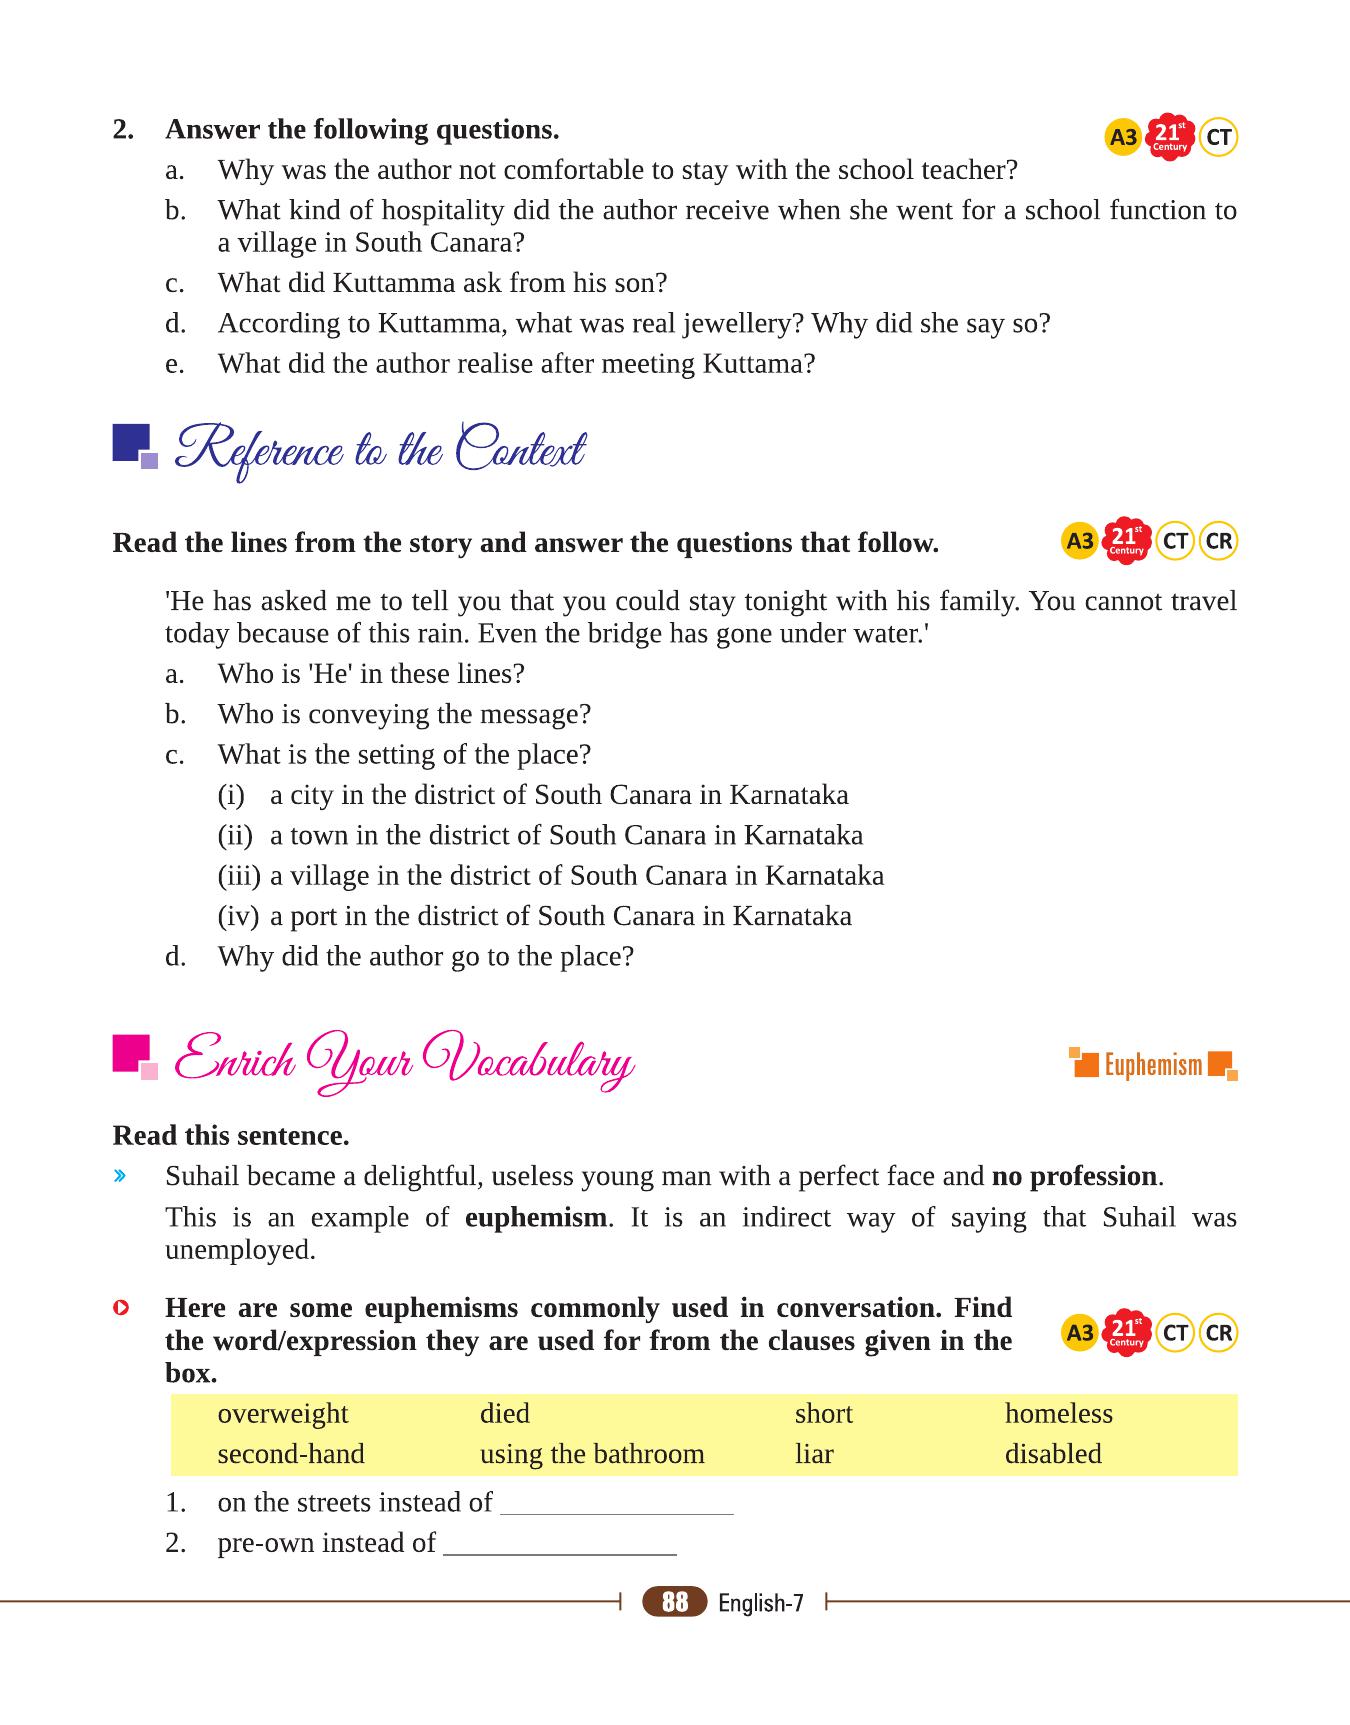 2. Answer the following questions.
A3 21st Century CT
a. Why was the author not comfortable to stay with the school teacher?
b. What kind of hospitality did the author receive when she went for a school function to
a village in South Canara?
c. What did Kuttamma ask from his son?
d. According to Kuttamma, what was real jewellery? Why did she say so?
e. What did the author realise after meeting Kuttama?
Reference to the Context
Read the lines from the story and answer the questions that follow.
A3 21st Century CT CR
'He has asked me to tell you that you could stay tonight with his family. You cannot travel
today because of this rain. Even the bridge has gone under water.'
a. Who is 'He' in these lines?
b. Who is conveying the message?
c. What is the setting of the place?
(i) a city in the district of South Canara in Karnataka
(ii) a town in the district of South Canara in Karnataka
(iii) a village in the district of South Canara in Karnataka
(iv) a port in the district of South Canara in Karnataka
d. Why did the author go to the place?
Enrich Your Vocabulary
Euphemism
Read this sentence.
» Suhail became a delightful, useless young man with a perfect face and no profession.
This is an example of euphemism. It is an indirect way of saying that Suhail was
unemployed.
Here are some euphemisms commonly used in conversation. Find
the word/expression they are used for from the clauses given in the
box.
A3 21st Century CT CR
overweight died short homeless
second-hand using the bathroom liar disabled
1. on the streets instead of ________________
2. pre-own instead of ________________
88 English-7